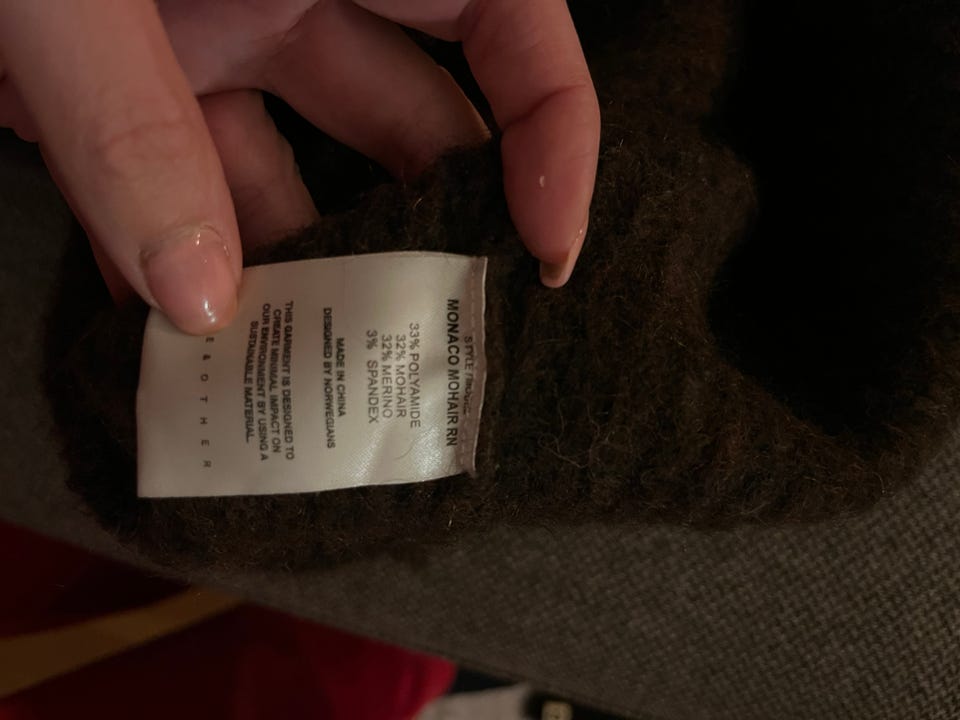 STYLE
MONACO MOHAIR RN
33% POLYAMIDE
32% MOHAIR
32% MERINO
3% SPANDEX
MADE IN CHINA
DESIGNED BY NORWEGIANS
THIS GARMENT IS DESIGNED TO
CREATE MINIMAL IMPACT ON
OUR ENVIRONMENT BY USING A
SUSTAINABLE MATERIAL.
E & O T H E R